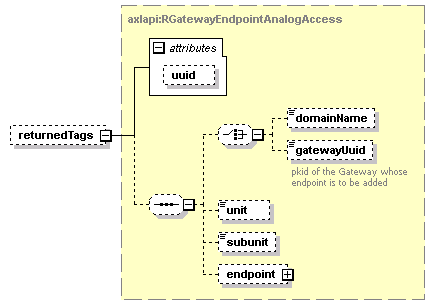 axlapi:RGatewayEndpointAnalogAccess
attributes
uuid
returnedTags
domainName
gatewayUuid
pkid of the Gateway whose
endpoint is to be added
unit
subunit
endpoint